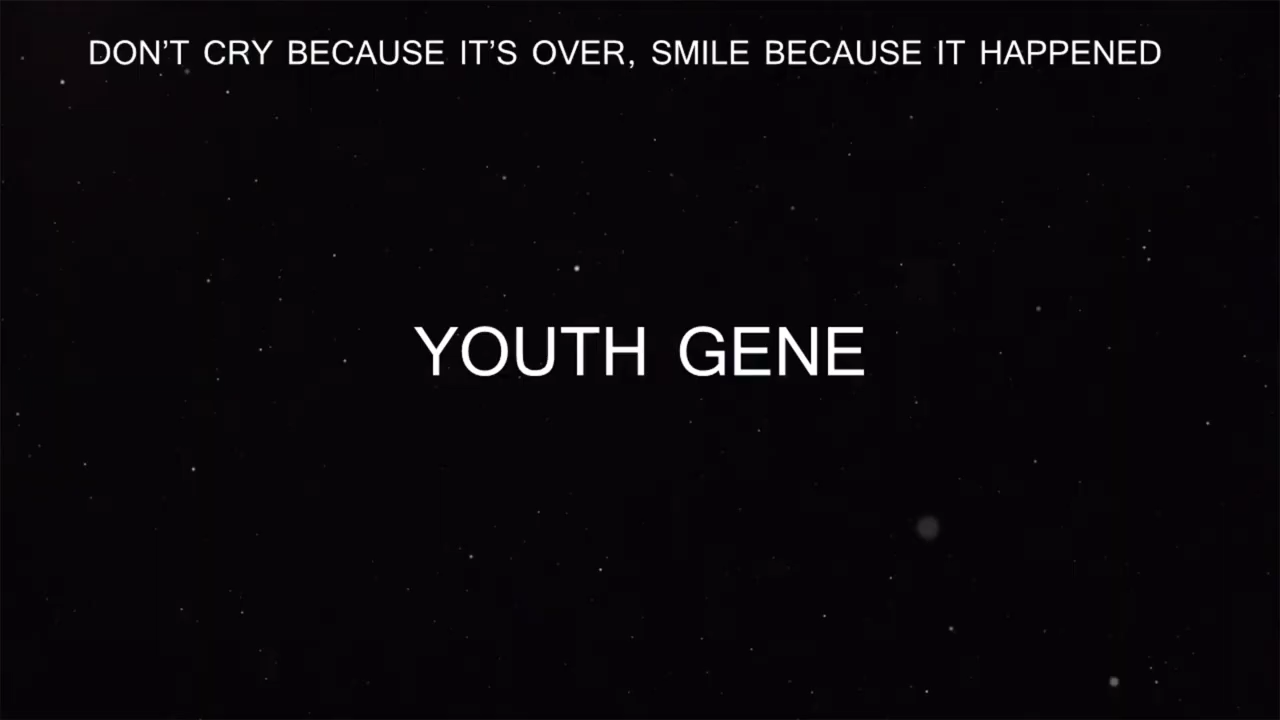 DON’T CRY BECAUSE IT’S OVER, SMILE BECAUSE IT HAPPENED
YOUTH GENE